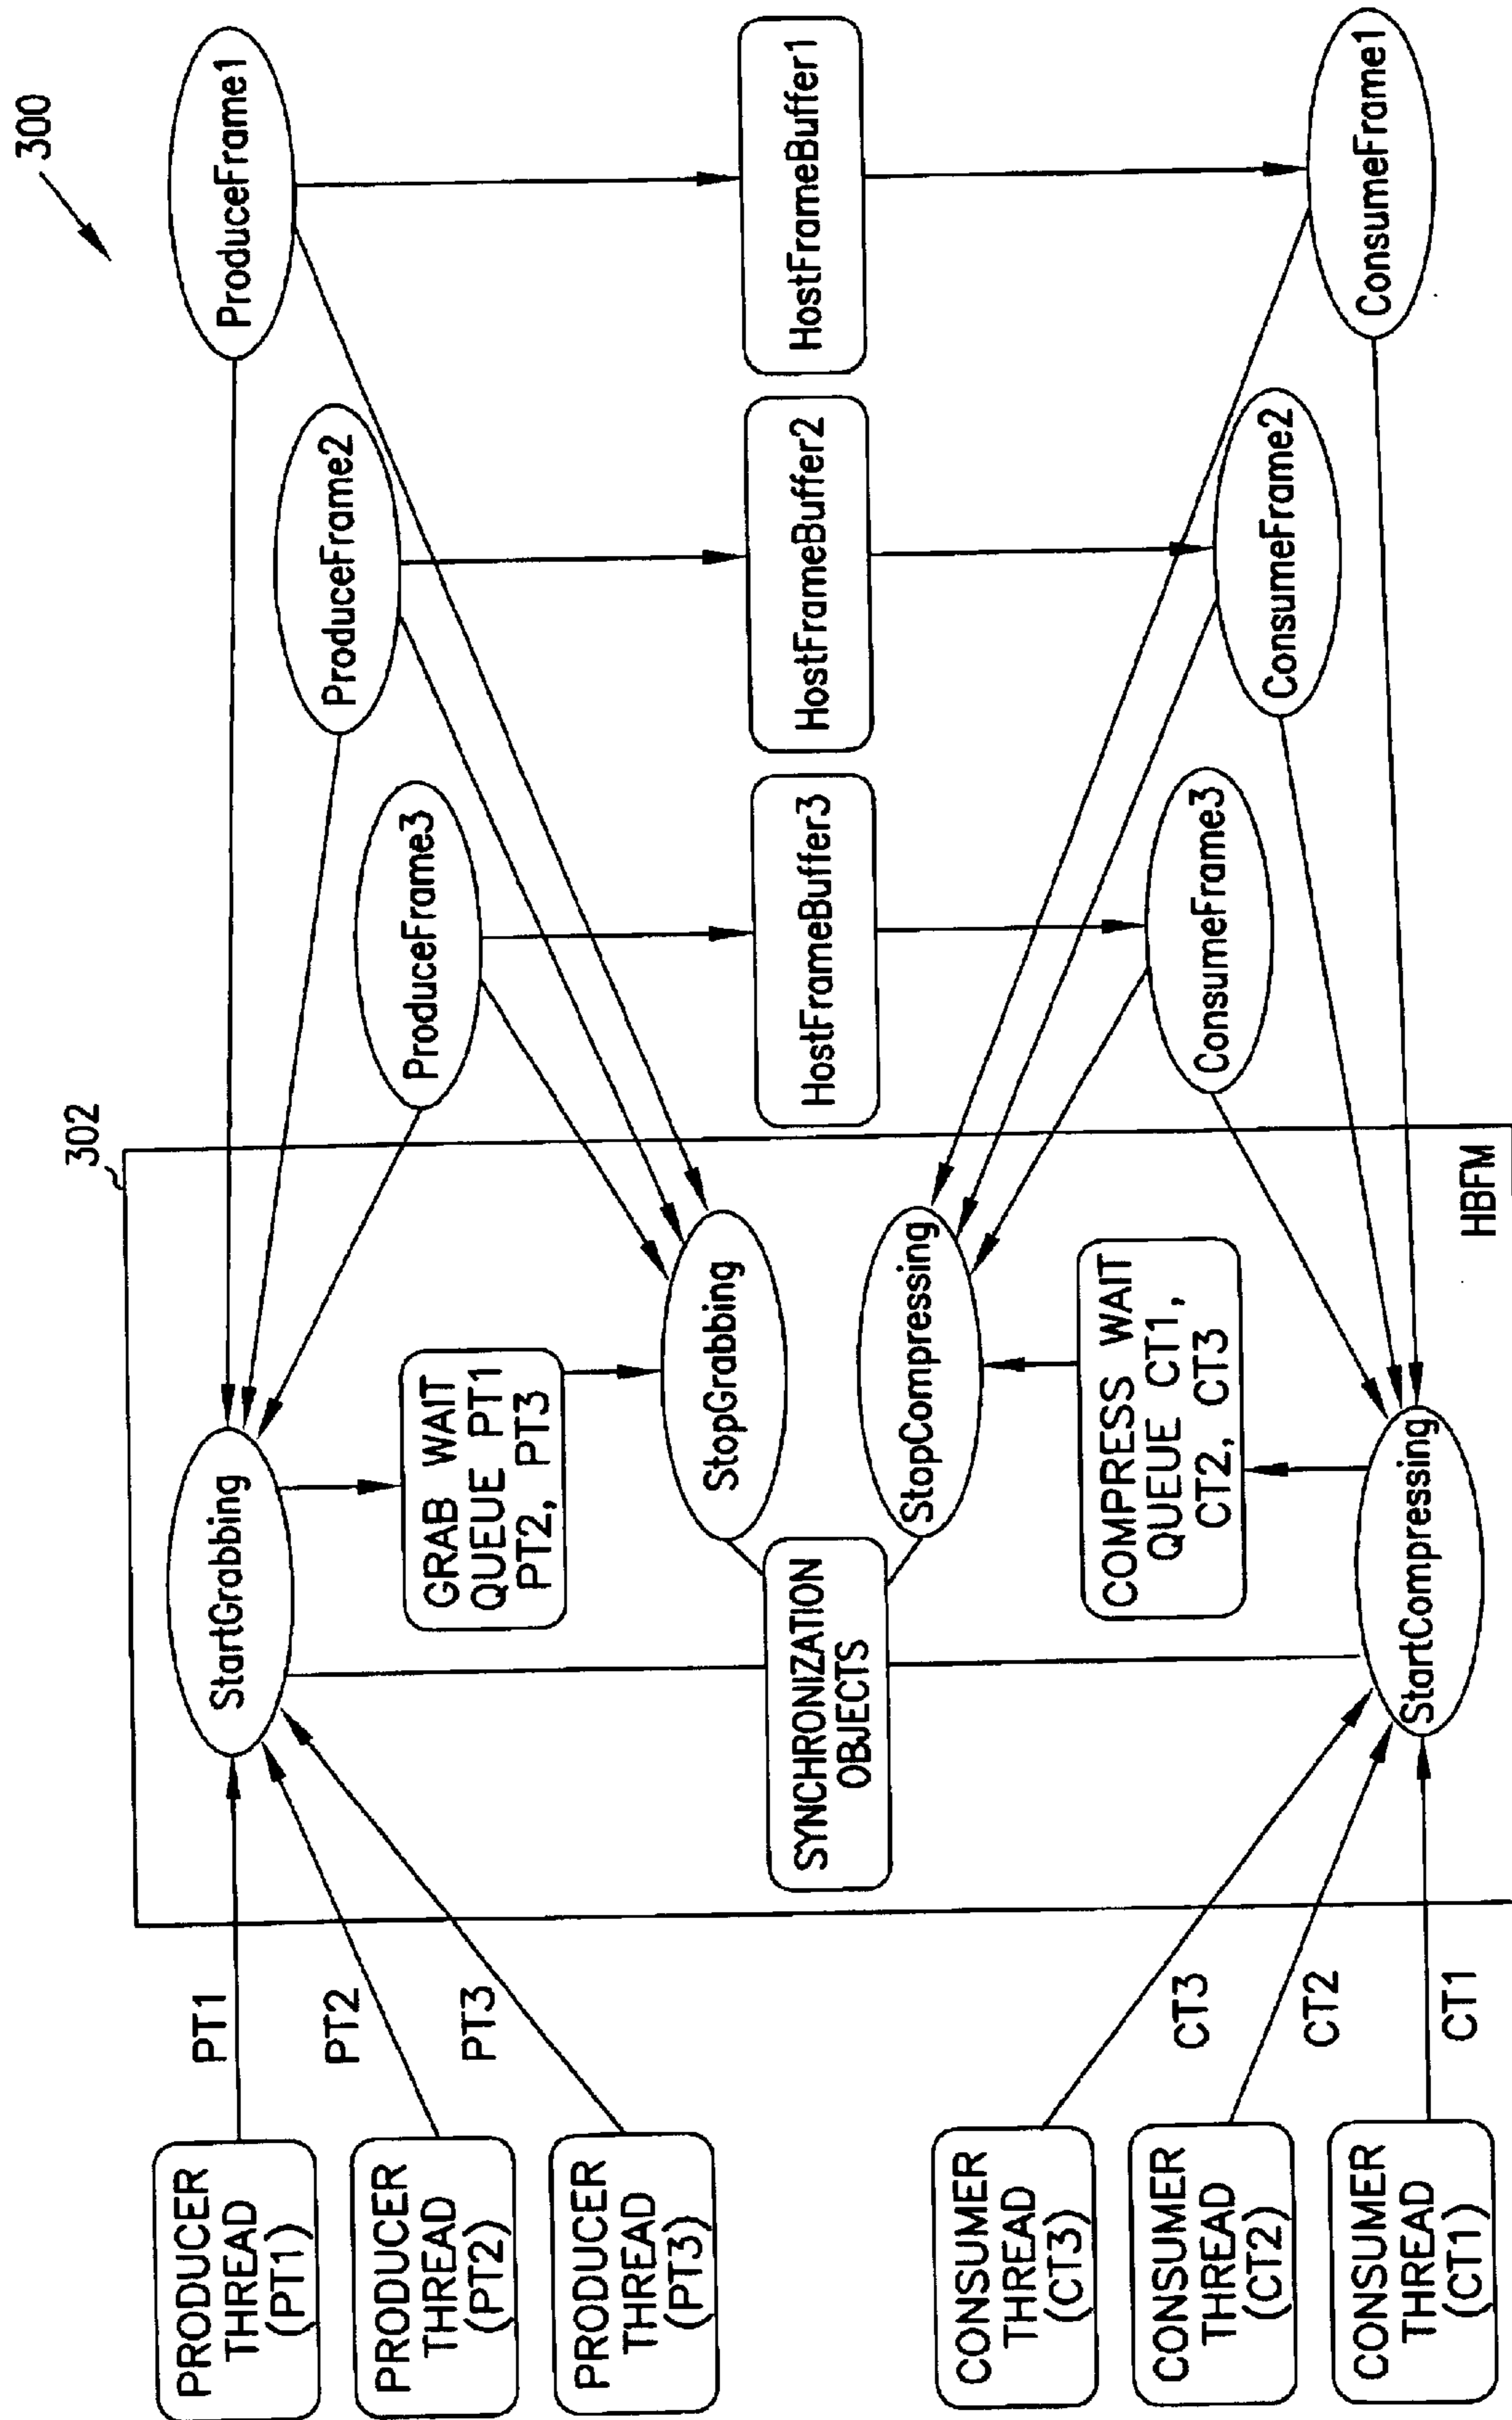 300
302
PRODUCER
THREAD
(PT1)
PRODUCER
THREAD
(PT2)
PRODUCER
THREAD
(PT3)
CONSUMER
THREAD
(CT3)
CONSUMER
THREAD
(CT2)
CONSUMER
THREAD
(CT1)
PT1
PT2
PT3
CT3
CT2
CT1
StartGrabbing
GRAB WAIT
QUEUE PT1
PT2, PT3
StopGrabbing
SYNCHRONIZATION
OBJECTS
StopCompressing
COMPRESS WAIT
QUEUE CT1,
CT2, CT3
StartCompressing
HBFM
ProduceFrame3
ProduceFrame2
ProduceFrame1
HostFrameBuffer3
HostFrameBuffer2
HostFrameBuffer1
ConsumeFrame3
ConsumeFrame2
ConsumeFrame1